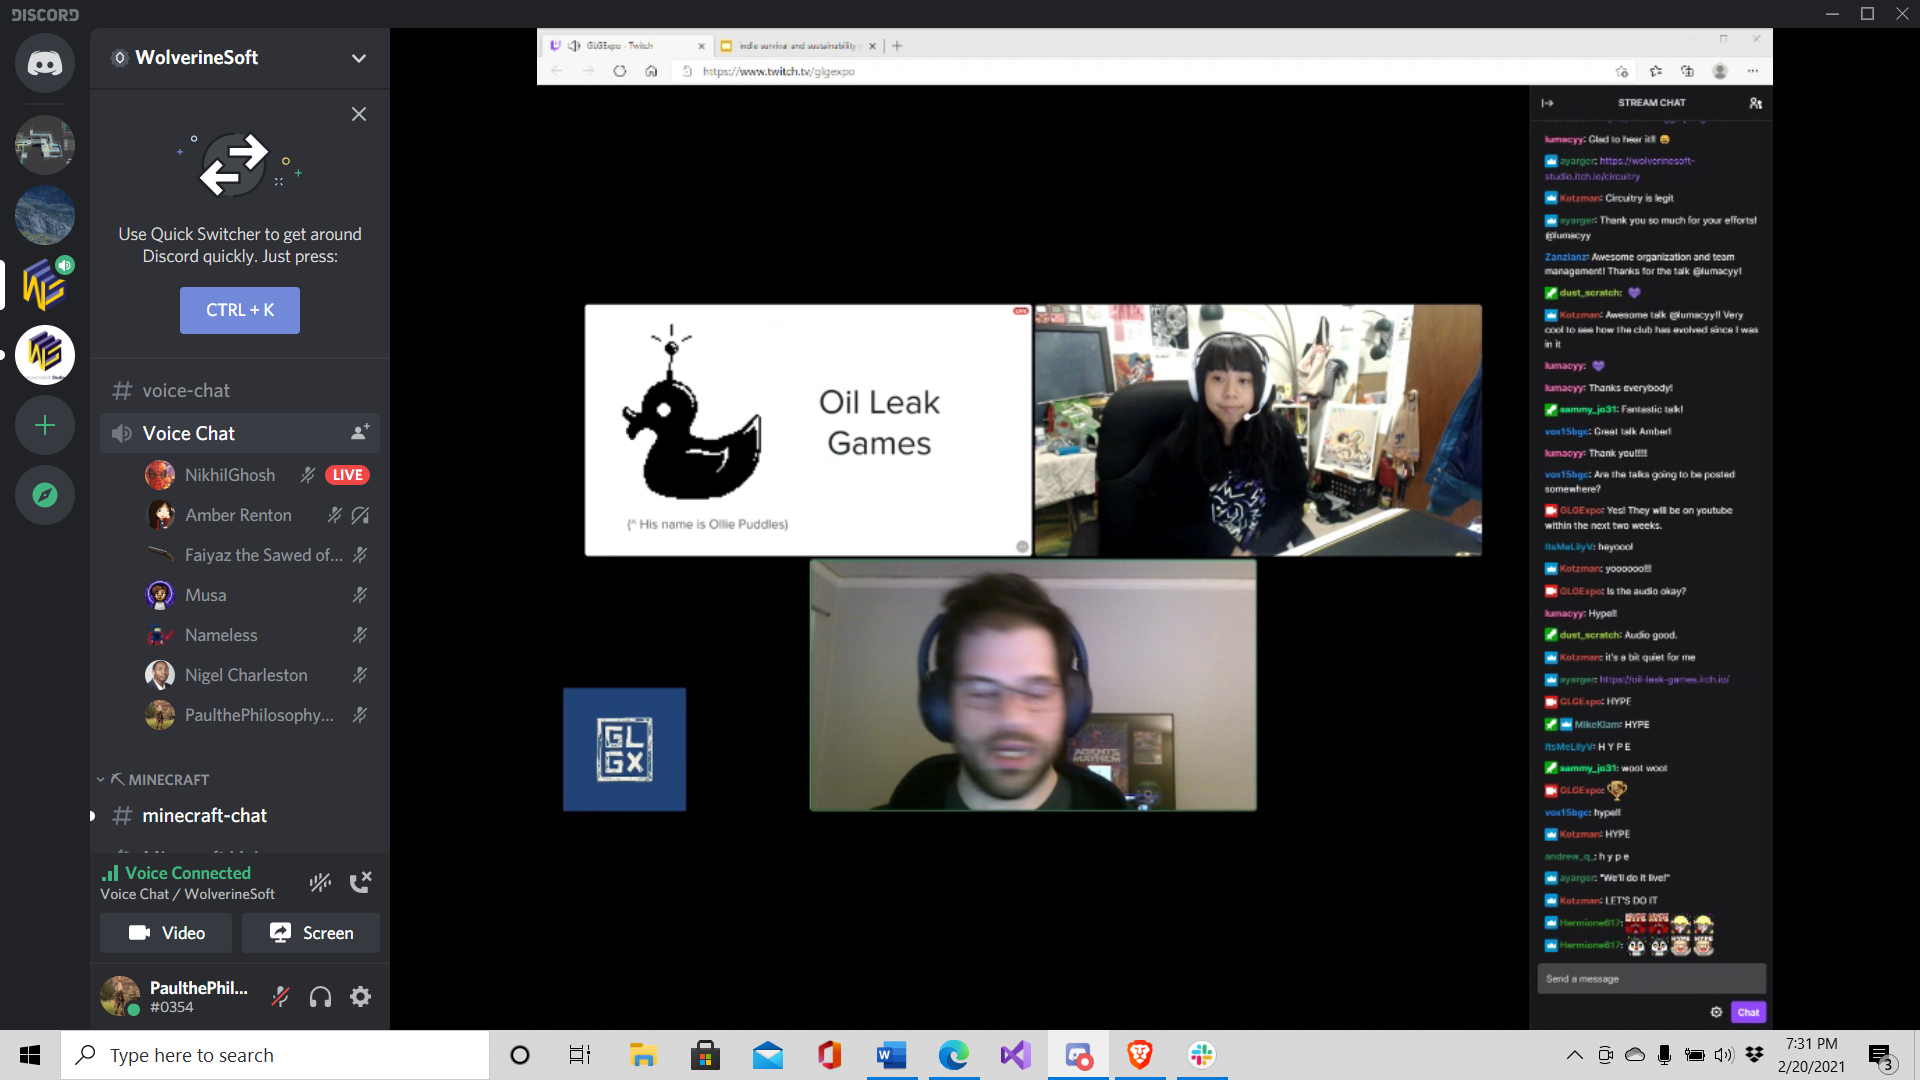 DISCORD
WolverineSoft
Use Quick Switcher to get around
Discord quickly. Just press:
CTRL + K
voice-chat
Voice Chat
NikhilGhosh LIVE
Amber Renton
Faiyaz the Sawed of...
Musa
Nameless
Nigel Charleston
PaulthePhilosophy...
MINECRAFT
minecraft-chat
Voice Connected
Voice Chat / WolverineSoft
Video Screen
PaulthePhil...
#0354
GLGExpo - Twitch
indie survival and sustainability
https://www.twitch.tv/glgexpo
LIVE
Oil Leak
Games
(^ His name is Ollie Puddles)
GL
GX
AGENTS
MAYHEM
STREAM CHAT
lumacyy: Glad to hear it!!
ayarger: https://wolverinesoft-
studio.itch.io/circuitry
Kotzman: Circuitry is legit
ayarger: Thank you so much for your efforts!
@lumacyy
Zanzlanz: Awesome organization and team
management! Thanks for the talk @lumacyy!
dust_scratch:
Kotzman: Awesome talk @lumacyy!! Very
cool to see how the club has evolved since I was
in it
lumacyy:
lumacyy: Thanks everybody!
sammy_jo31: Fantastic talk!
vox15bgc: Great talk Amber!
lumacyy: Thank you!!!!!
vox15bgc: Are the talks going to be posted
somewhere?
GLGExpo: Yes! They will be on youtube
within the next two weeks.
ItsMeLilyV: heyoool
Kotzman: yoooooo!!!
GLGExpo: Is the audio okay?
lumacyy: Hype!!
dust_scratch: Audio good.
Kotzman: it's a bit quiet for me
ayarger: https://oil-leak-games.itch.io/
GLGExpo: HYPE
MikeKlam: HYPE
ItsMeLilyV: H Y P E
sammy_jo31: woot woot
GLGExpo:
vox15bgc: hype!!
Kotzman: HYPE
andrew_q_: h y p e
ayarger: "We'll do it live!"
Kotzman: LET'S DO IT
Hermione617:
Hermione617:
Send a message
Chat
Type here to search
7:31 PM
2/20/2021
3